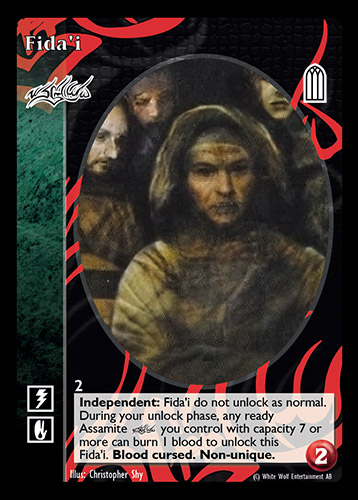 Fida'i
2
Independent: Fida'i do not unlock as normal.
During your unlock phase, any ready
Assamite you control with capacity 7 or
more can burn 1 blood to unlock this
Fida'i. Blood cursed. Non-unique.
2
Illus: Christopher Shy
(C) White Wolf Entertainment AB